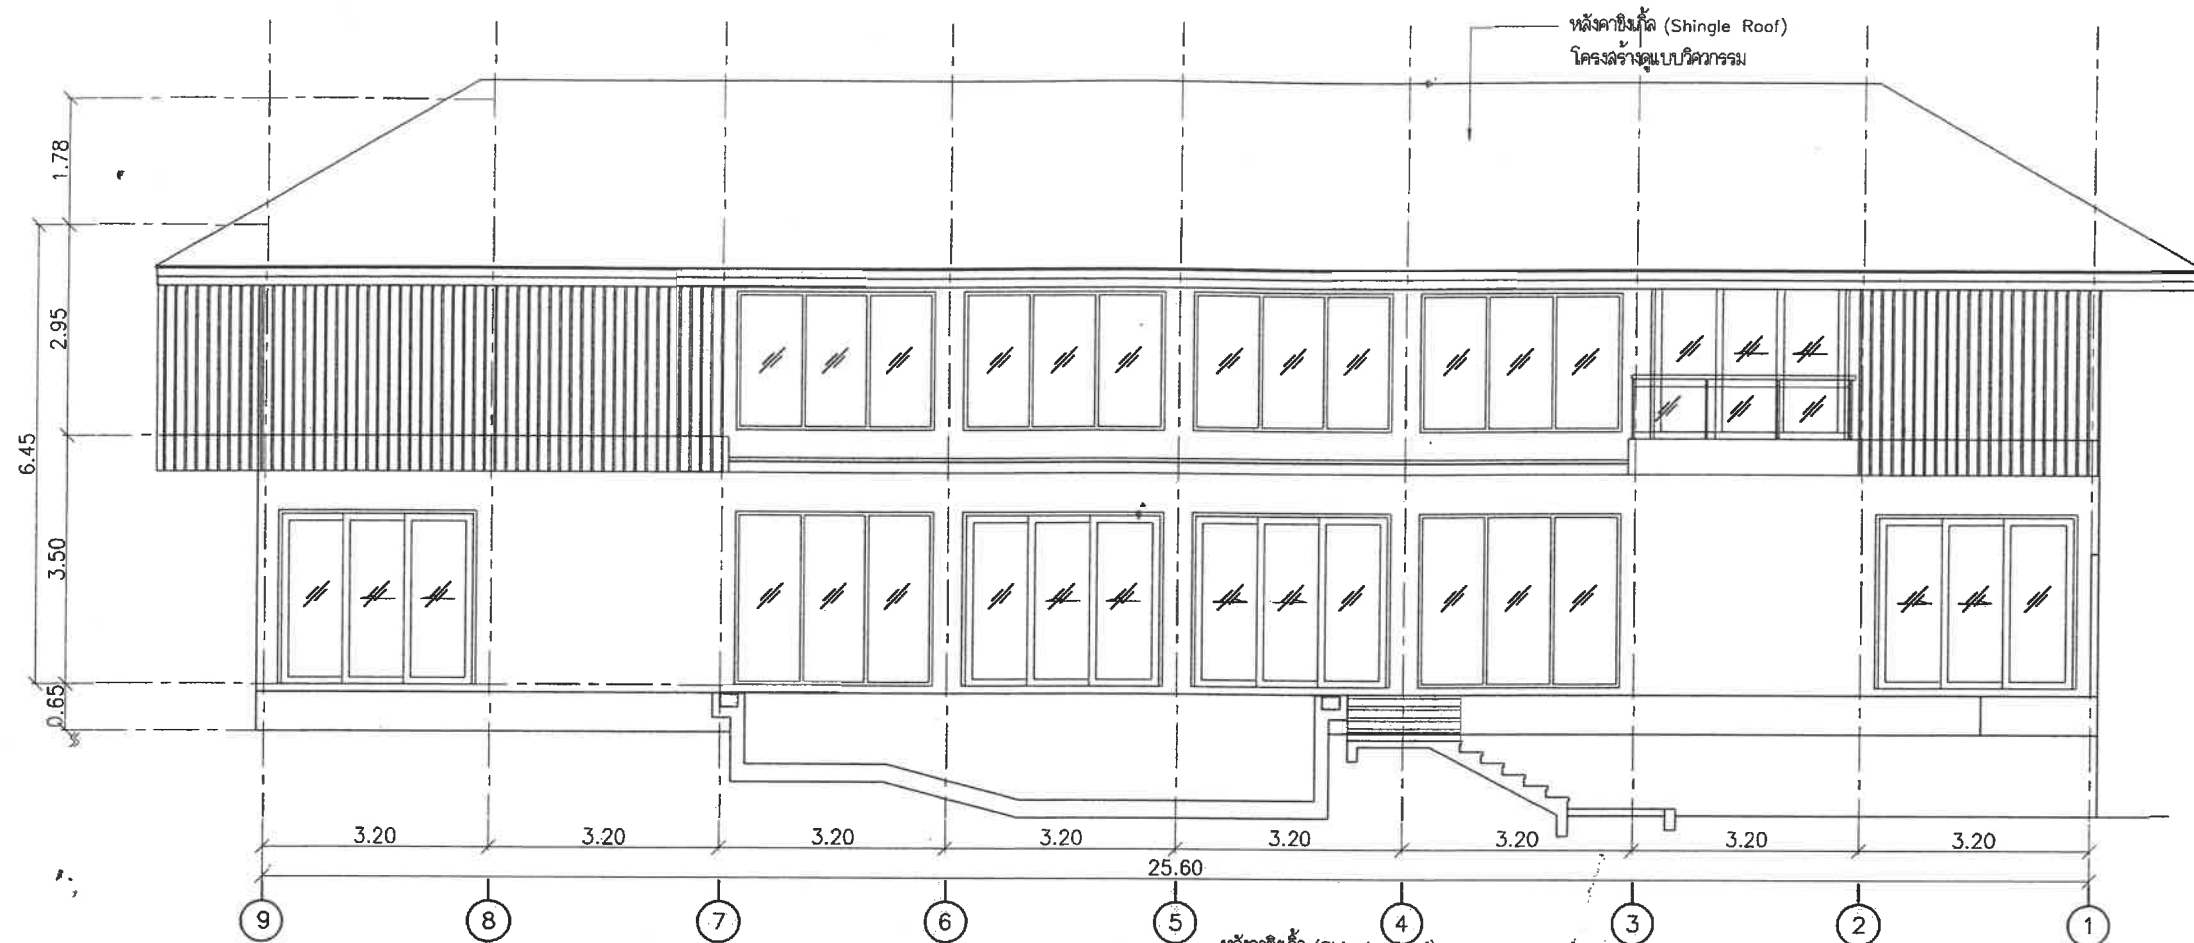 หลังคาชิงเกิ้ล (Shingle Roof)
โครงสร้างดูแบบวิศวกรรม
1.78
2.95
6.45
3.50
0.65
3.20 3.20 3.20 3.20 3.20 3.20 3.20 3.20
25.60
9 8 7 6 5 4 3 2 1